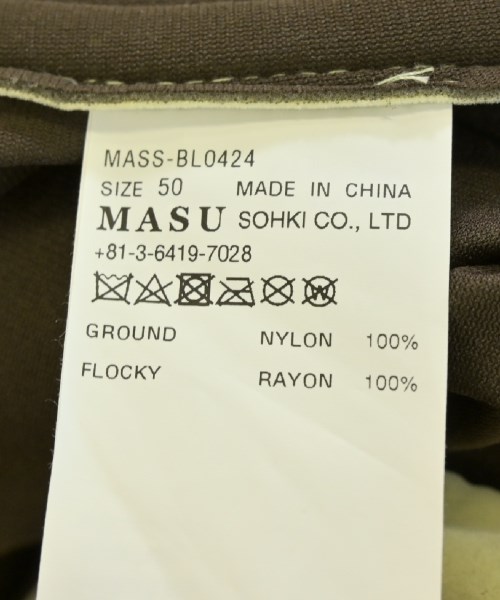 MASS-BL0424
SIZE 50 MADE IN CHINA
MASU SOHKI CO., LTD
+81-3-6419-7028
GROUND NYLON 100%
FLOCKY RAYON 100%